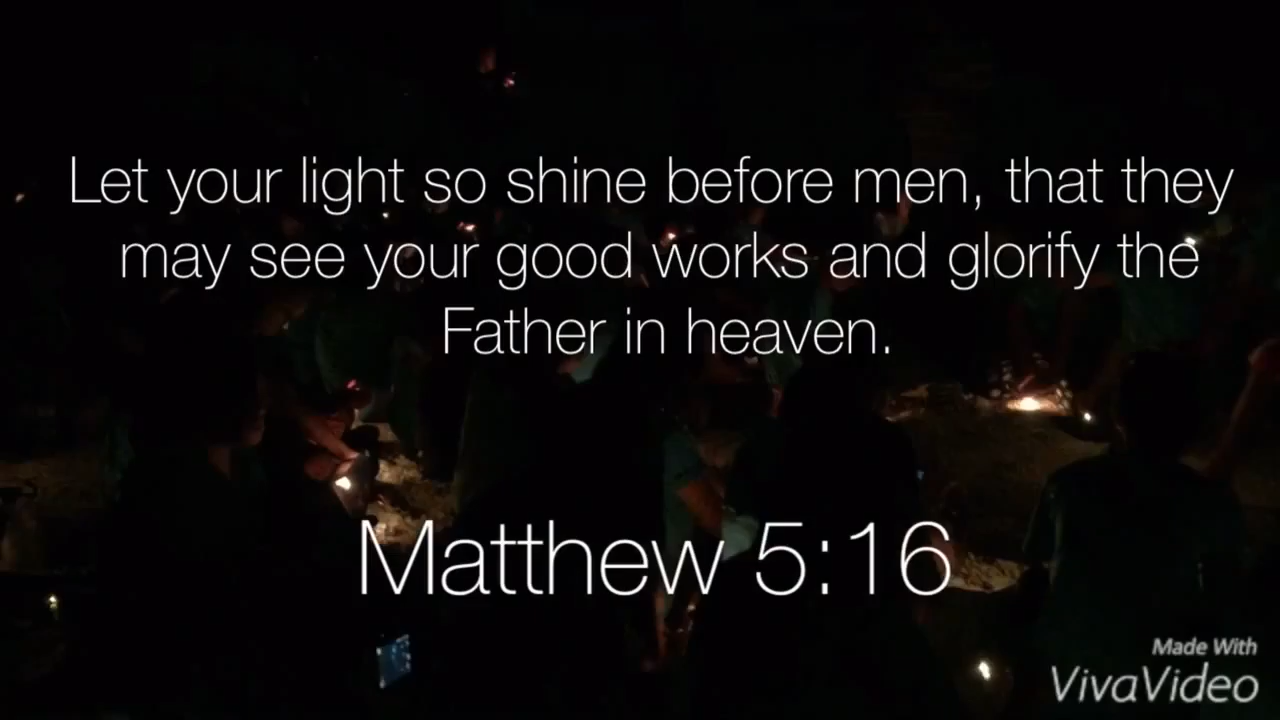 Let your light so shine before men, that they
may see your good works and glorify the
Father in heaven.
Matthew 5:16
Made With
VivaVideo